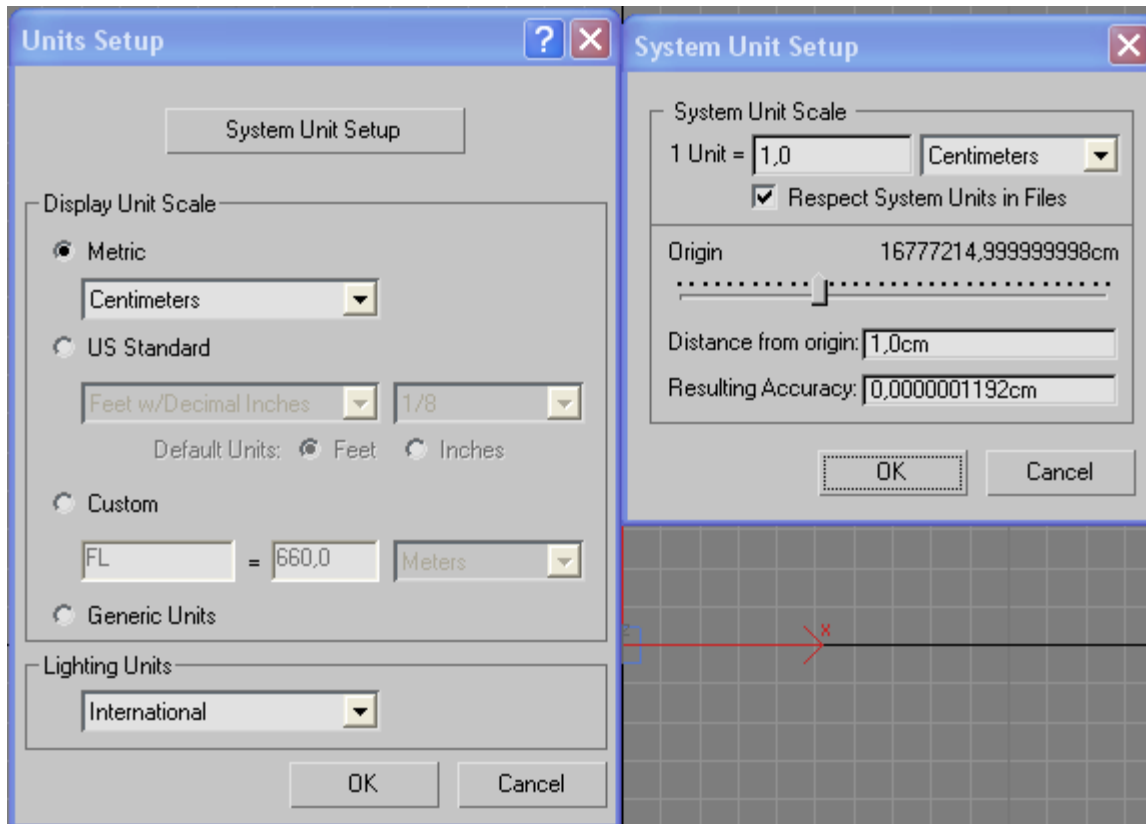 Units Setup
System Unit Setup
Display Unit Scale
Metric
Centimeters
US Standard
Feet w/Decimal Inches 1/8
Default Units: Feet Inches
Custom
FL = 660,0 Meters
Generic Units
Lighting Units
International
OK Cancel
System Unit Setup
System Unit Scale
1 Unit = 1,0 Centimeters
Respect System Units in Files
Origin 16777214,999999998cm
Distance from origin: 1,0cm
Resulting Accuracy: 0,0000001192cm
OK Cancel
z x